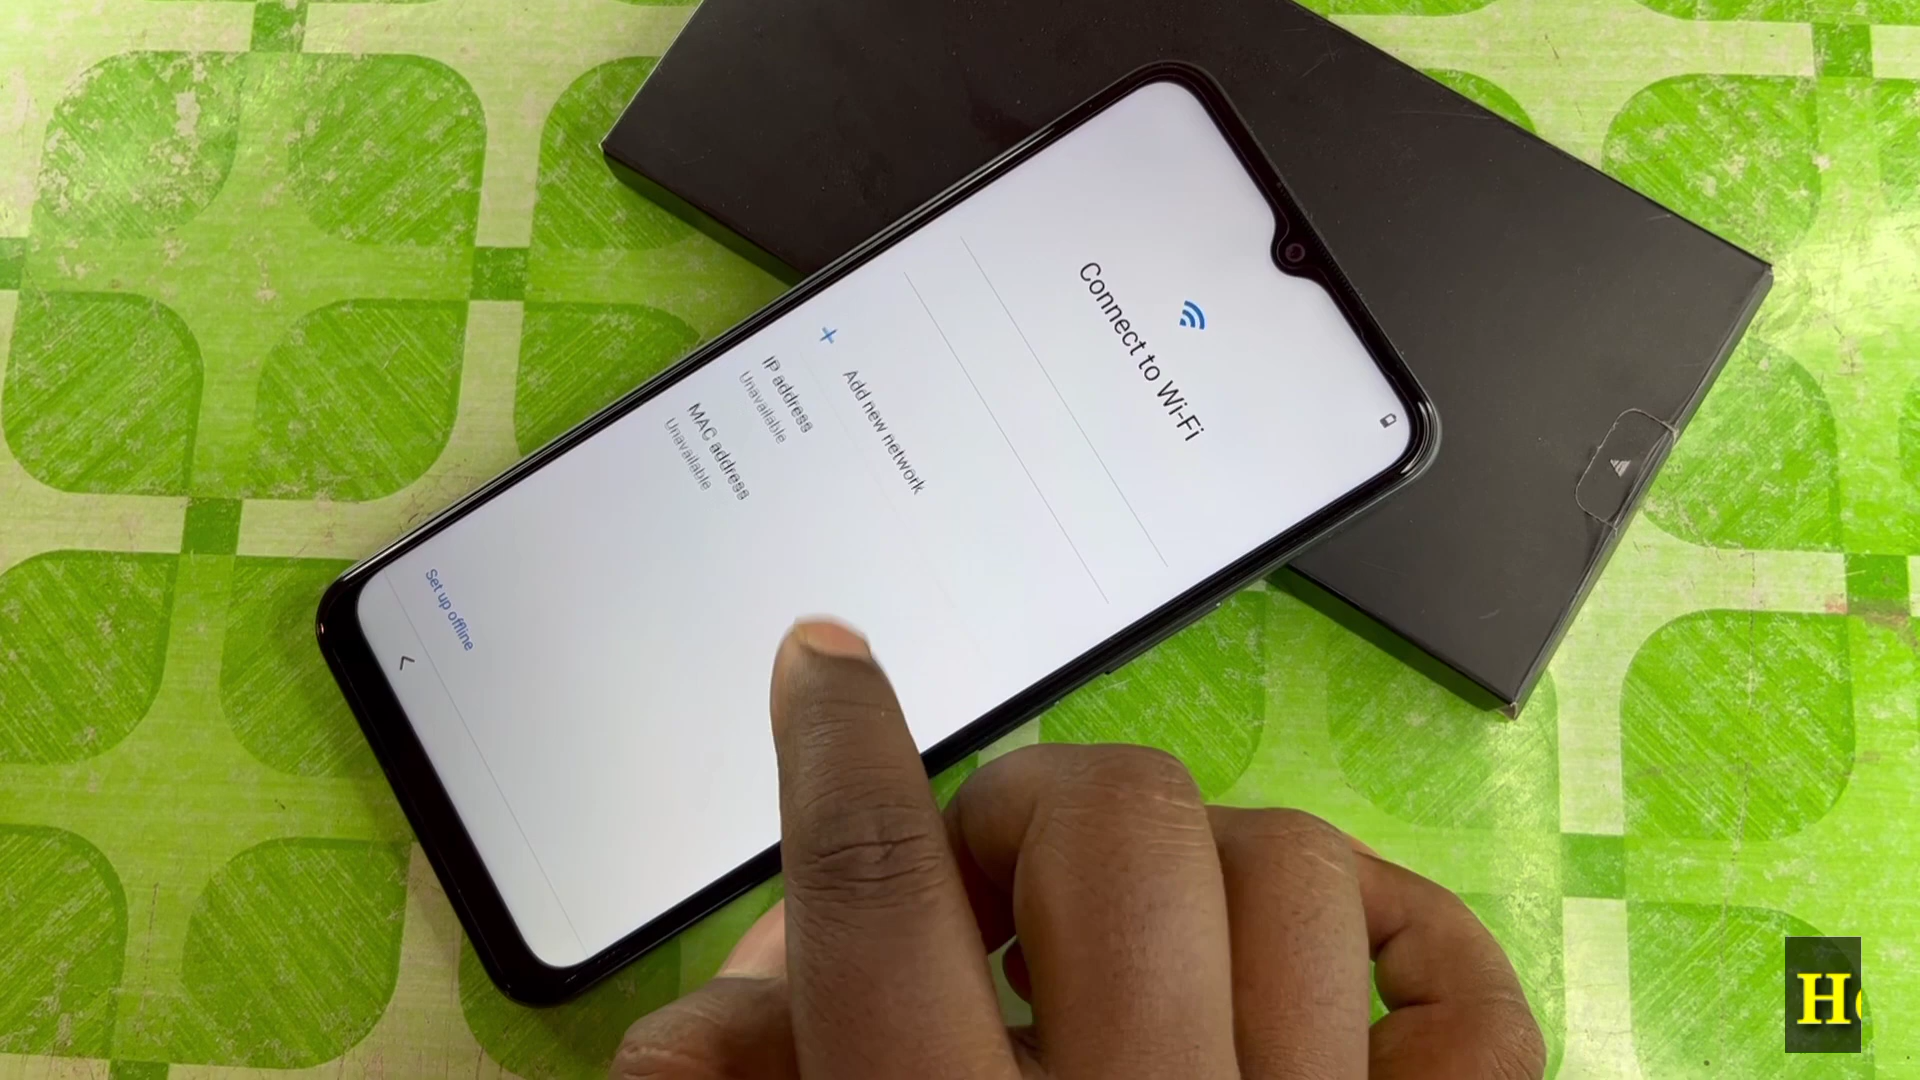 Connect to Wi-Fi
Add new network
IP address
Unavailable
MAC address
Unavailable
Set up offline
H